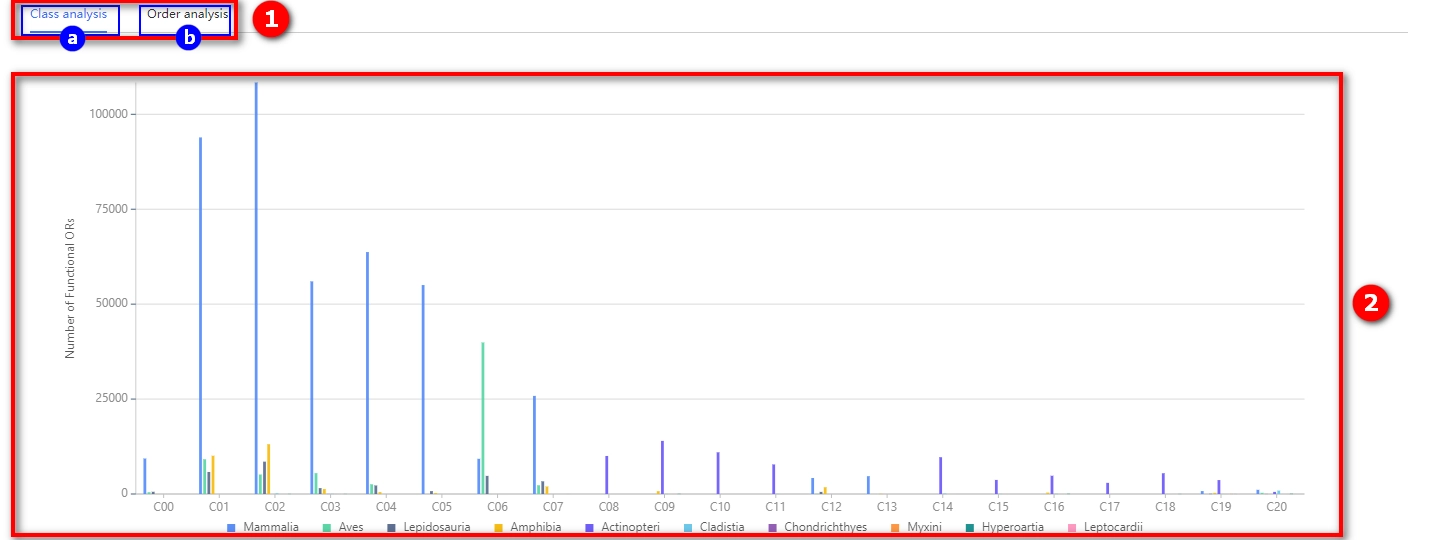 Class analysis Order analysis 1
a b
100000
75000
50000
25000
0
Number of Functional ORs
2
C00 C01 C02 C03 C04 C05 C06 C07 C08 C09 C10 C11 C12 C13 C14 C15 C16 C17 C18 C19 C20
Mammalia Aves Lepidosauria Amphibia Actinopteri Cladistia Chondrichthyes Myxini Hyperoartia Leptocardii